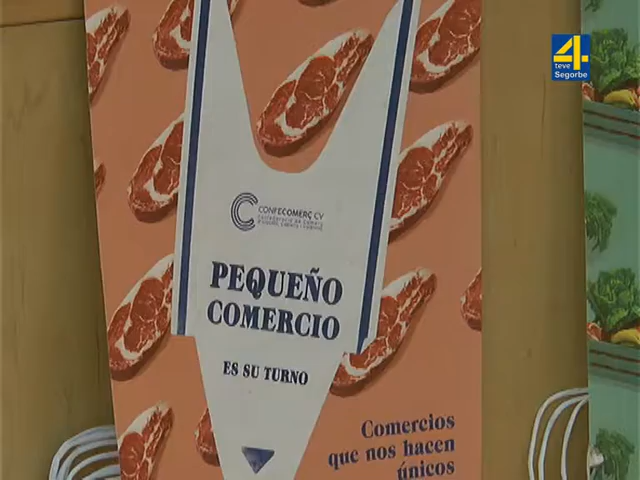 4
teve
Segorbe
CONFECOMERÇ CV
PEQUEÑO
COMERCIO
ES SU TURNO
Comercios
que nos hacen
únicos